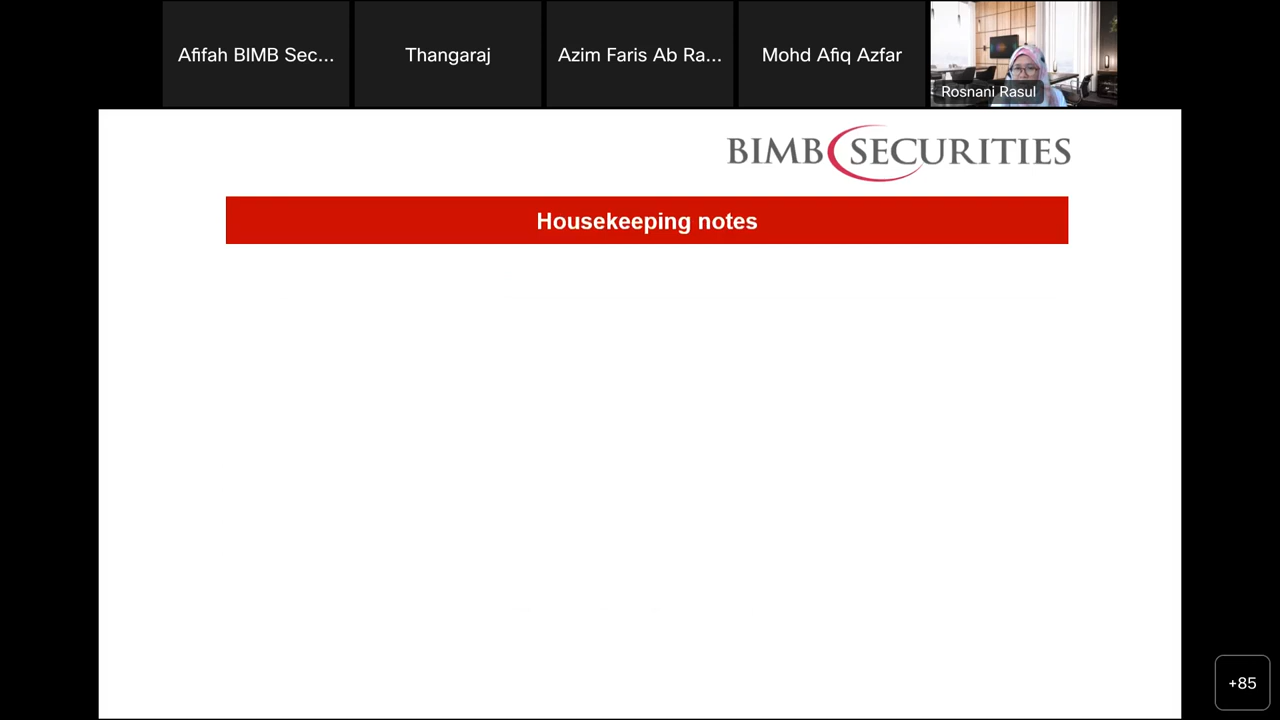 Afifah BIMB Sec...
Thangaraj
Azim Faris Ab Ra...
Mohd Afiq Azfar
Rosnani Rasul
BIMB SECURITIES
Housekeeping notes
+85